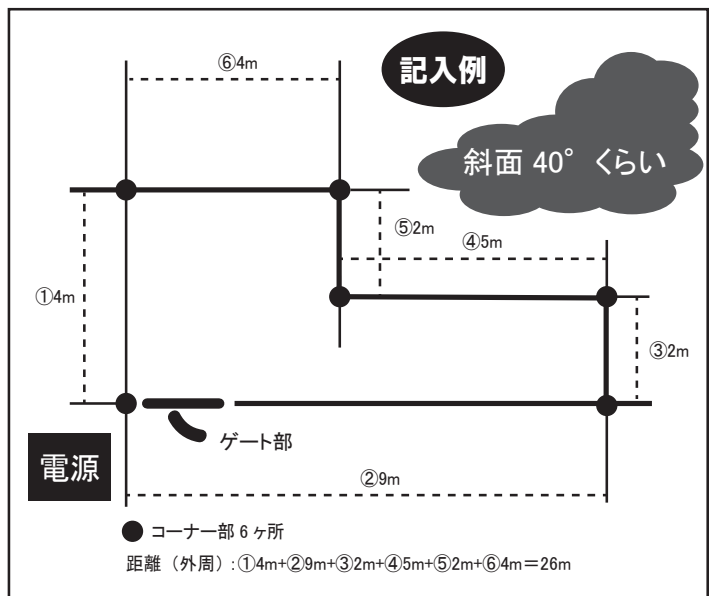 ⑥4m
記入例
斜面 40° くらい
⑤2m
④5m
①4m
③2m
ゲート部
電源
②9m
● コーナー部 6 ヶ所
距離（外周）：①4m+②9m+③2m+④5m+⑤2m+⑥4m＝26m